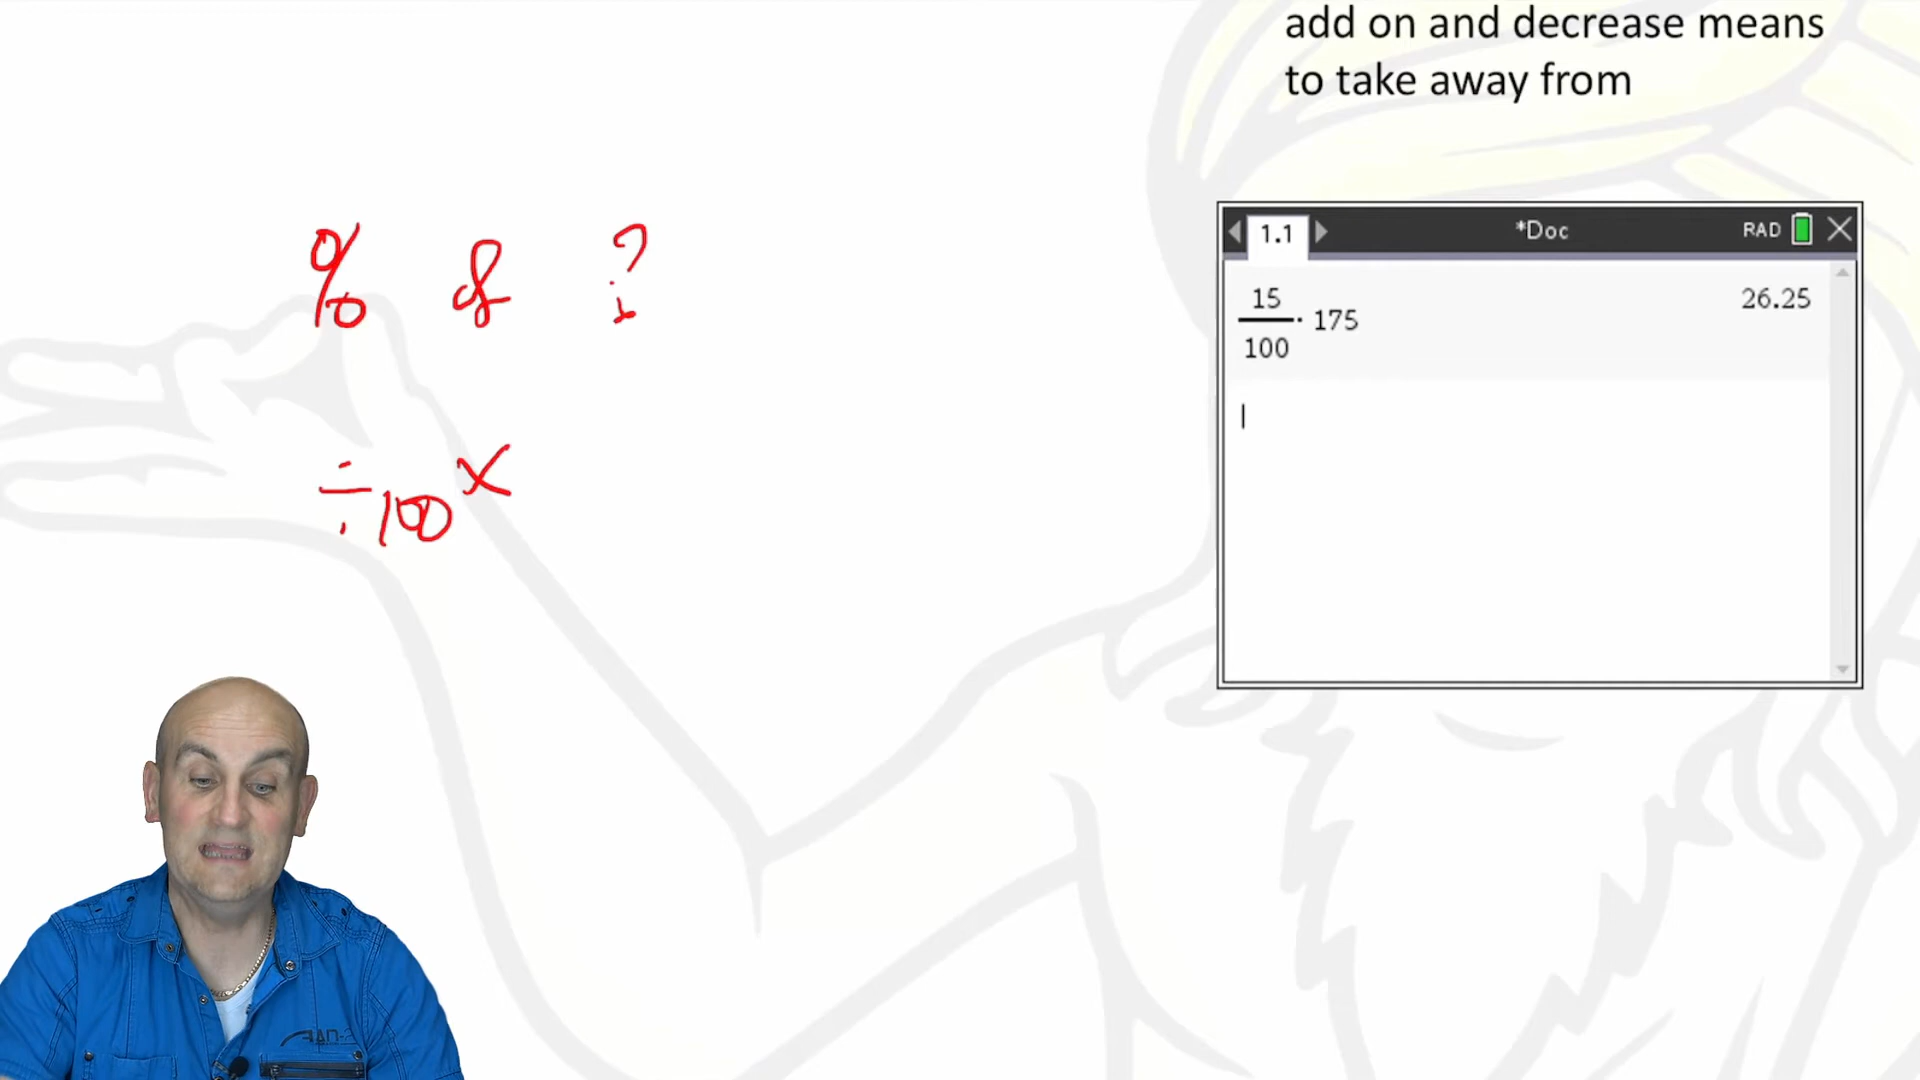 add on and decrease means
to take away from
% of ?
÷100 x
1.1 *Doc RAD
15
100
· 175
26.25